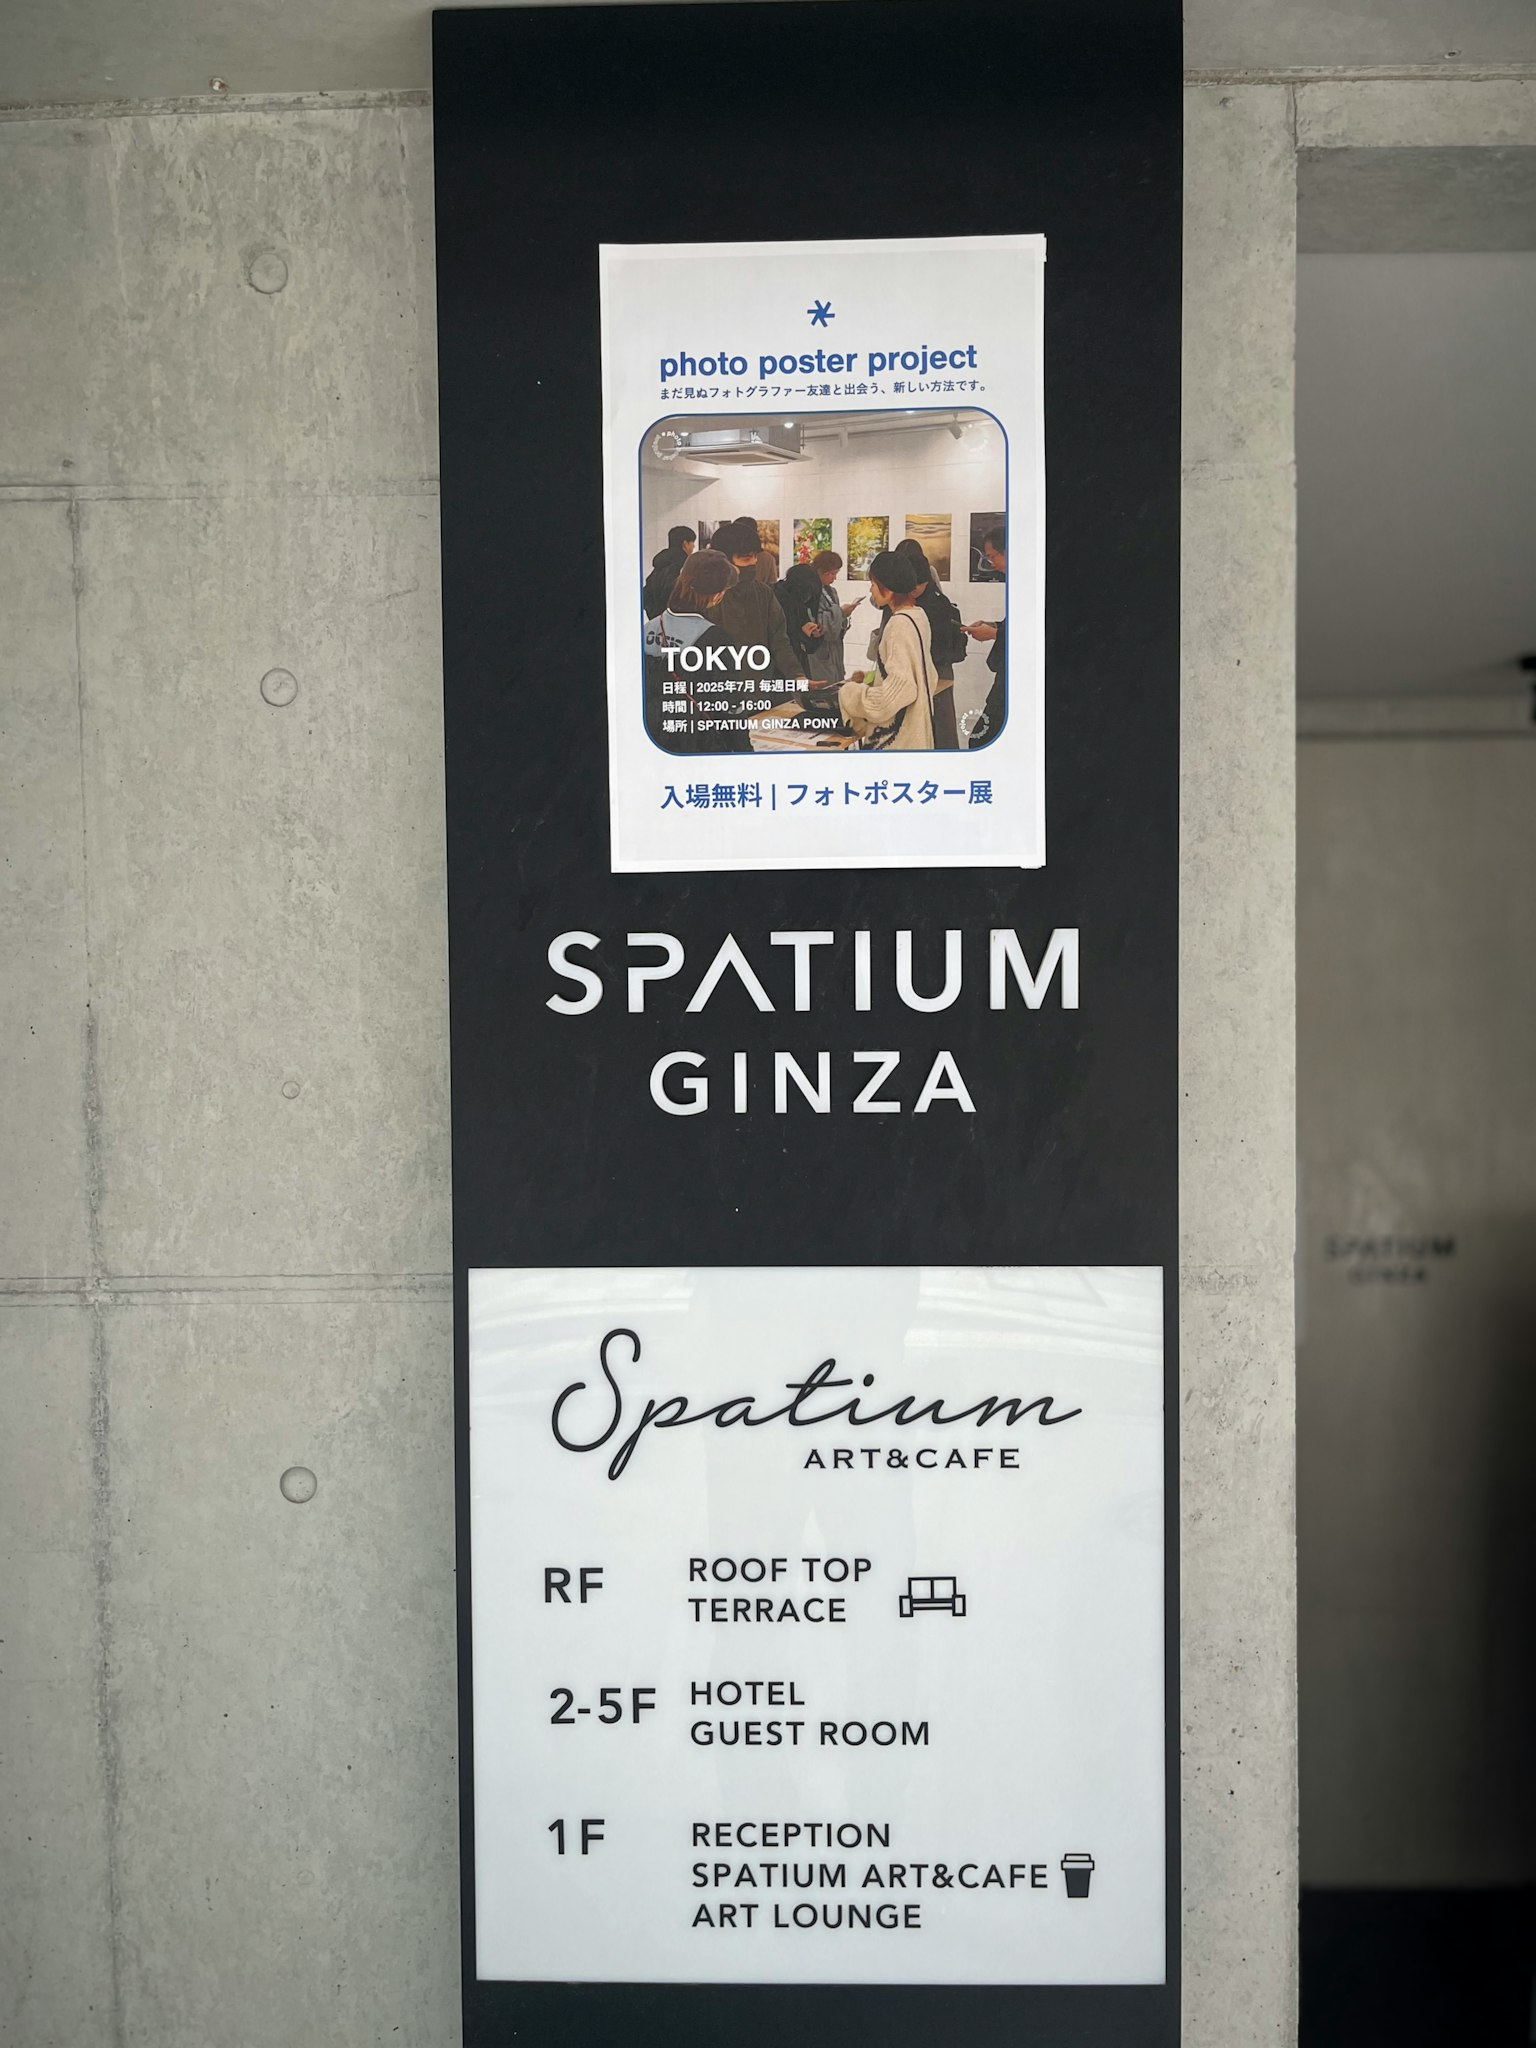 photo poster project
まだ見ぬフォトグラファー友達と出会う、新しい方法です。
TOKYO
日程 | 2025年7月 毎週日曜
時間 | 12:00 - 16:00
場所 | SPTATIUM GINZA PONY
入場無料 | フォトポスター展
SPATIUM
GINZA
SPATIUM
GINZA
Spatium
ART&CAFE
RF
ROOF TOP
TERRACE
2-5F
HOTEL
GUEST ROOM
1F
RECEPTION
SPATIUM ART&CAFE
ART LOUNGE